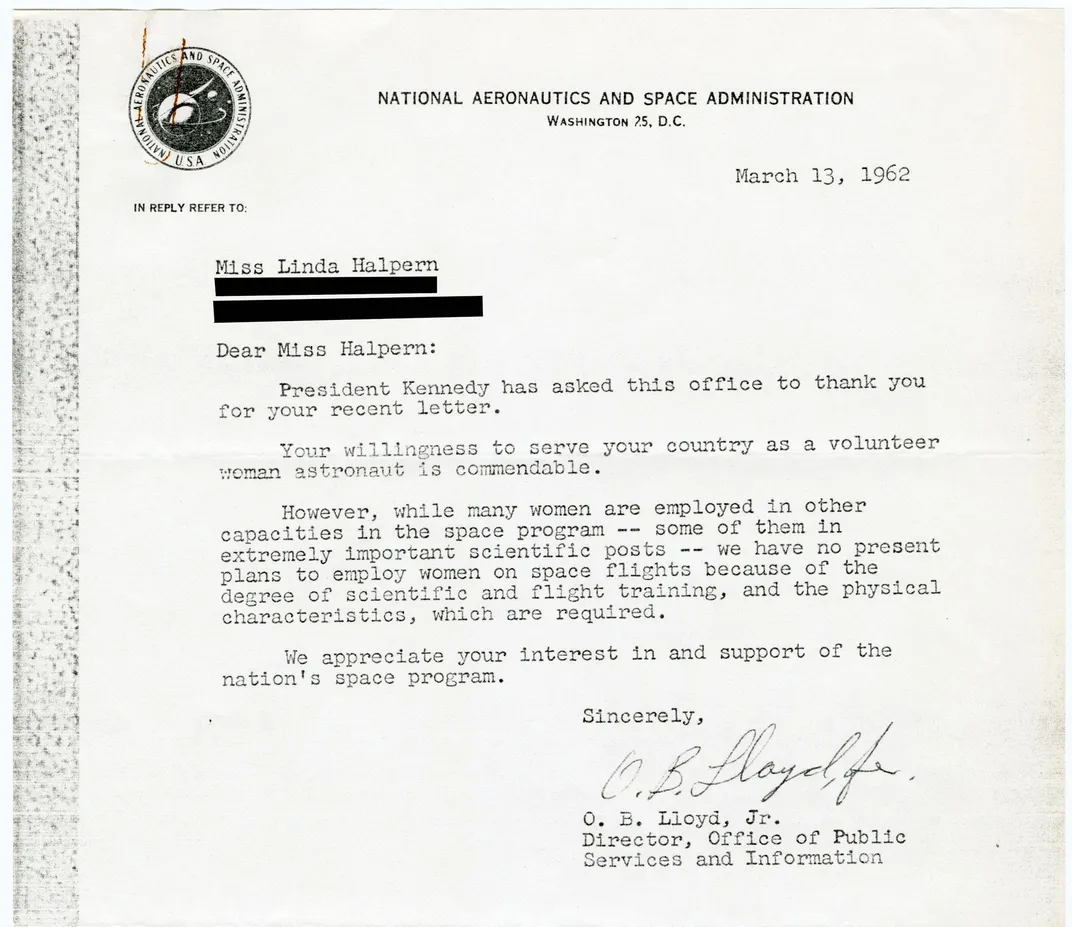 NATIONAL AERONAUTICS AND SPACE ADMINISTRATION
U.S.A
NATIONAL AERONAUTICS AND SPACE ADMINISTRATION
WASHINGTON 25, D.C.
March 13, 1962
IN REPLY REFER TO:
Miss Linda Halpern
Dear Miss Halpern:
President Kennedy has asked this office to thank you
for your recent letter.
Your willingness to serve your country as a volunteer
woman astronaut is commendable.
However, while many women are employed in other
capacities in the space program -- some of them in
extremely important scientific posts -- we have no present
plans to employ women on space flights because of the
degree of scientific and flight training, and the physical
characteristics, which are required.
We appreciate your interest in and support of the
nation's space program.
Sincerely,
O. B. Lloyd, Jr.
O. B. Lloyd, Jr.
Director, Office of Public
Services and Information